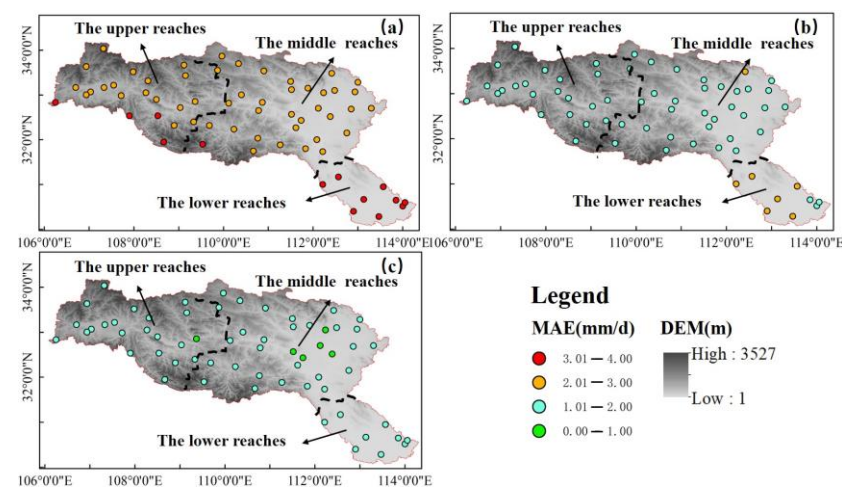 The upper reaches
(a)
The middle reaches
The lower reaches
34°0'0"N
32°0'0"N
106°0'0"E
108°0'0"E
110°0'0"E
112°0'0"E
114°0'0"E
The upper reaches
(b)
The middle reaches
The lower reaches
34°0'0"N
32°0'0"N
106°0'0"E
108°0'0"E
110°0'0"E
112°0'0"E
114°0'0"E
The upper reaches
(c)
The middle reaches
The lower reaches
34°0'0"N
32°0'0"N
106°0'0"E
108°0'0"E
110°0'0"E
112°0'0"E
114°0'0"E
Legend
MAE(mm/d)
3.01—4.00
2.01—3.00
1.01—2.00
0.00—1.00
DEM(m)
High : 3527
Low : 1